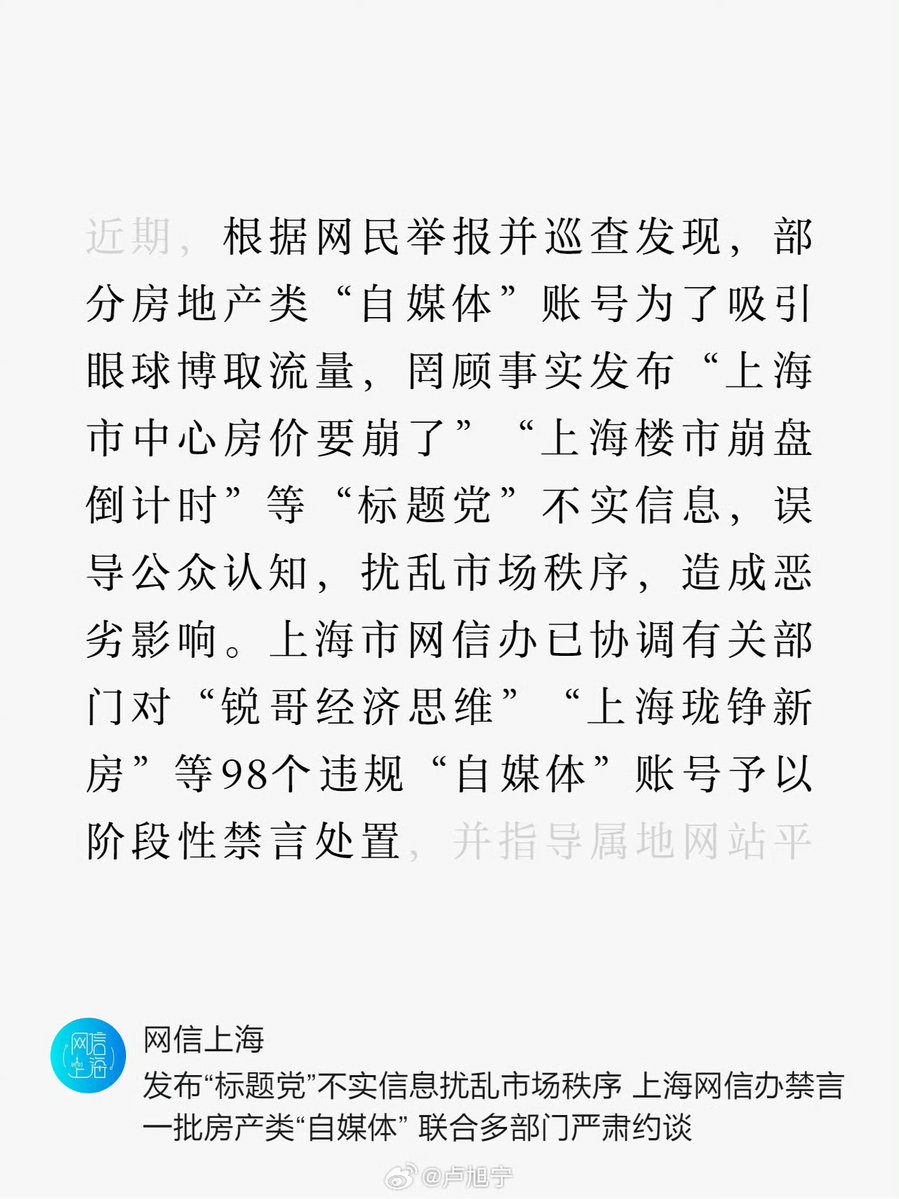 近期，根据网民举报并巡查发现，部
分房地产类“自媒体”账号为了吸引
眼球博取流量，罔顾事实发布“上海
市中心房价要崩了”“上海楼市崩盘
倒计时”等“标题党”不实信息，误
导公众认知，扰乱市场秩序，造成恶
劣影响。上海市网信办已协调有关部
门对“锐哥经济思维”“上海珑铮新
房”等98个违规“自媒体”账号予以
阶段性禁言处置，并指导属地网站平
网信
上海
网信上海
发布“标题党”不实信息扰乱市场秩序 上海网信办禁言
一批房产类“自媒体” 联合多部门严肃约谈
@卢旭宁